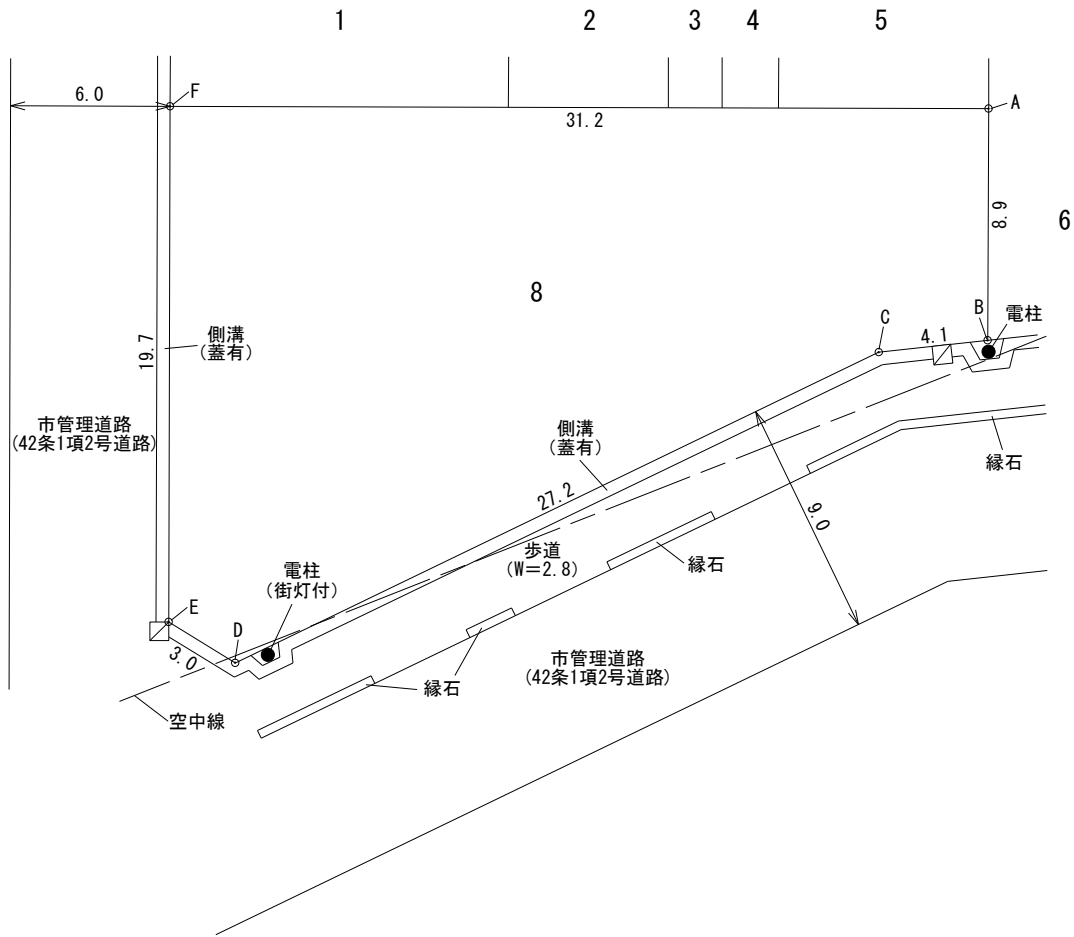 1
2
3
4
5
6.0
F
A
31.2
8.9
6
8
側溝
(蓋有)
19.7
C
B
電柱
4.1
市管理道路
(42条1項2号道路)
側溝
(蓋有)
縁石
27.2
9.0
歩道
(W=2.8)
縁石
電柱
(街灯付)
E
D
3.0
市管理道路
(42条1項2号道路)
縁石
空中線